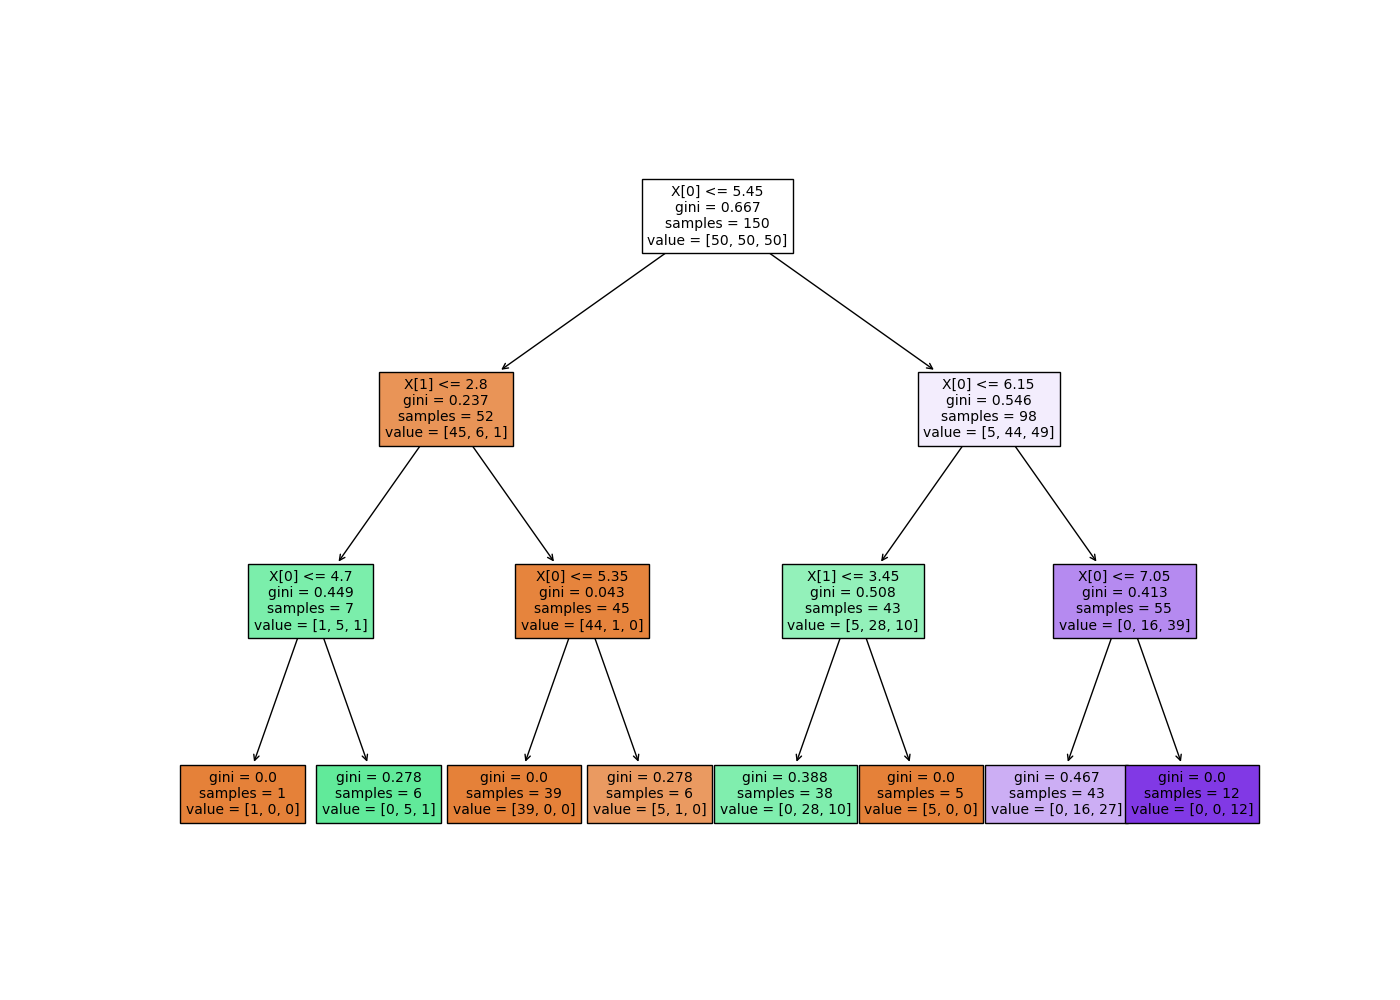 X[0] <= 5.45
gini = 0.667
samples = 150
value = [50, 50, 50]
X[1] <= 2.8
gini = 0.237
samples = 52
value = [45, 6, 1]
X[0] <= 6.15
gini = 0.546
samples = 98
value = [5, 44, 49]
X[0] <= 4.7
gini = 0.449
samples = 7
value = [1, 5, 1]
X[0] <= 5.35
gini = 0.043
samples = 45
value = [44, 1, 0]
X[1] <= 3.45
gini = 0.508
samples = 43
value = [5, 28, 10]
X[0] <= 7.05
gini = 0.413
samples = 55
value = [0, 16, 39]
gini = 0.0
samples = 1
value = [1, 0, 0]
gini = 0.278
samples = 6
value = [0, 5, 1]
gini = 0.0
samples = 39
value = [39, 0, 0]
gini = 0.278
samples = 6
value = [5, 1, 0]
gini = 0.388
samples = 38
value = [0, 28, 10]
gini = 0.0
samples = 5
value = [5, 0, 0]
gini = 0.467
samples = 43
value = [0, 16, 27]
gini = 0.0
samples = 12
value = [0, 0, 12]